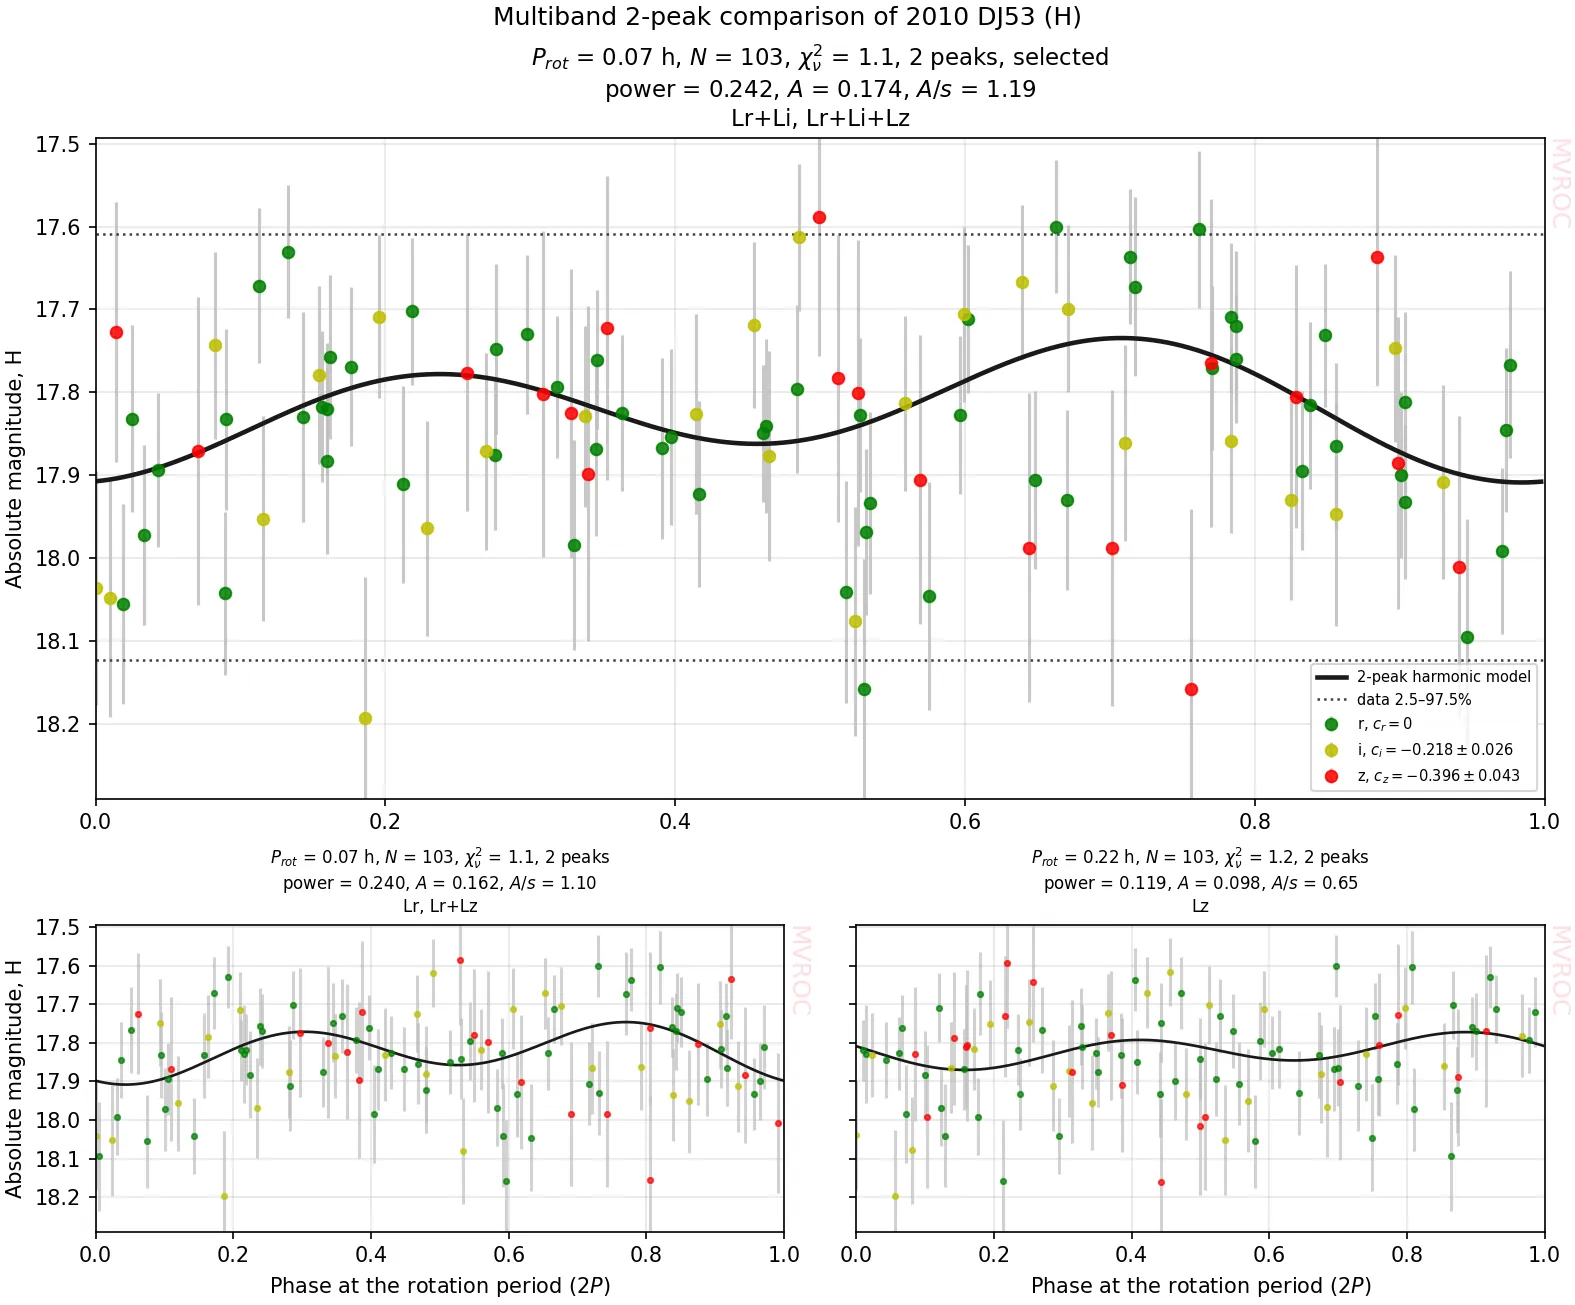 Multiband 2-peak comparison of 2010 DJ53 (H)
P_rot = 0.07 h, N = 103, χ²_ν = 1.1, 2 peaks, selected
power = 0.242, A = 0.174, A/s = 1.19
Lr+Li, Lr+Li+Lz
MVROC
Absolute magnitude, H
17.5
17.6
17.7
17.8
17.9
18.0
18.1
18.2
2-peak harmonic model
data 2.5–97.5%
r, c_r = 0
i, c_i = −0.218 ± 0.026
z, c_z = −0.396 ± 0.043
0.0 0.2 0.4 0.6 0.8 1.0
P_rot = 0.07 h, N = 103, χ²_ν = 1.1, 2 peaks
power = 0.240, A = 0.162, A/s = 1.10
Lr, Lr+Lz
MVROC
Absolute magnitude, H
17.5
17.6
17.7
17.8
17.9
18.0
18.1
18.2
0.0 0.2 0.4 0.6 0.8 1.0
Phase at the rotation period (2P)
P_rot = 0.22 h, N = 103, χ²_ν = 1.2, 2 peaks
power = 0.119, A = 0.098, A/s = 0.65
Lz
MVROC
0.0 0.2 0.4 0.6 0.8 1.0
Phase at the rotation period (2P)